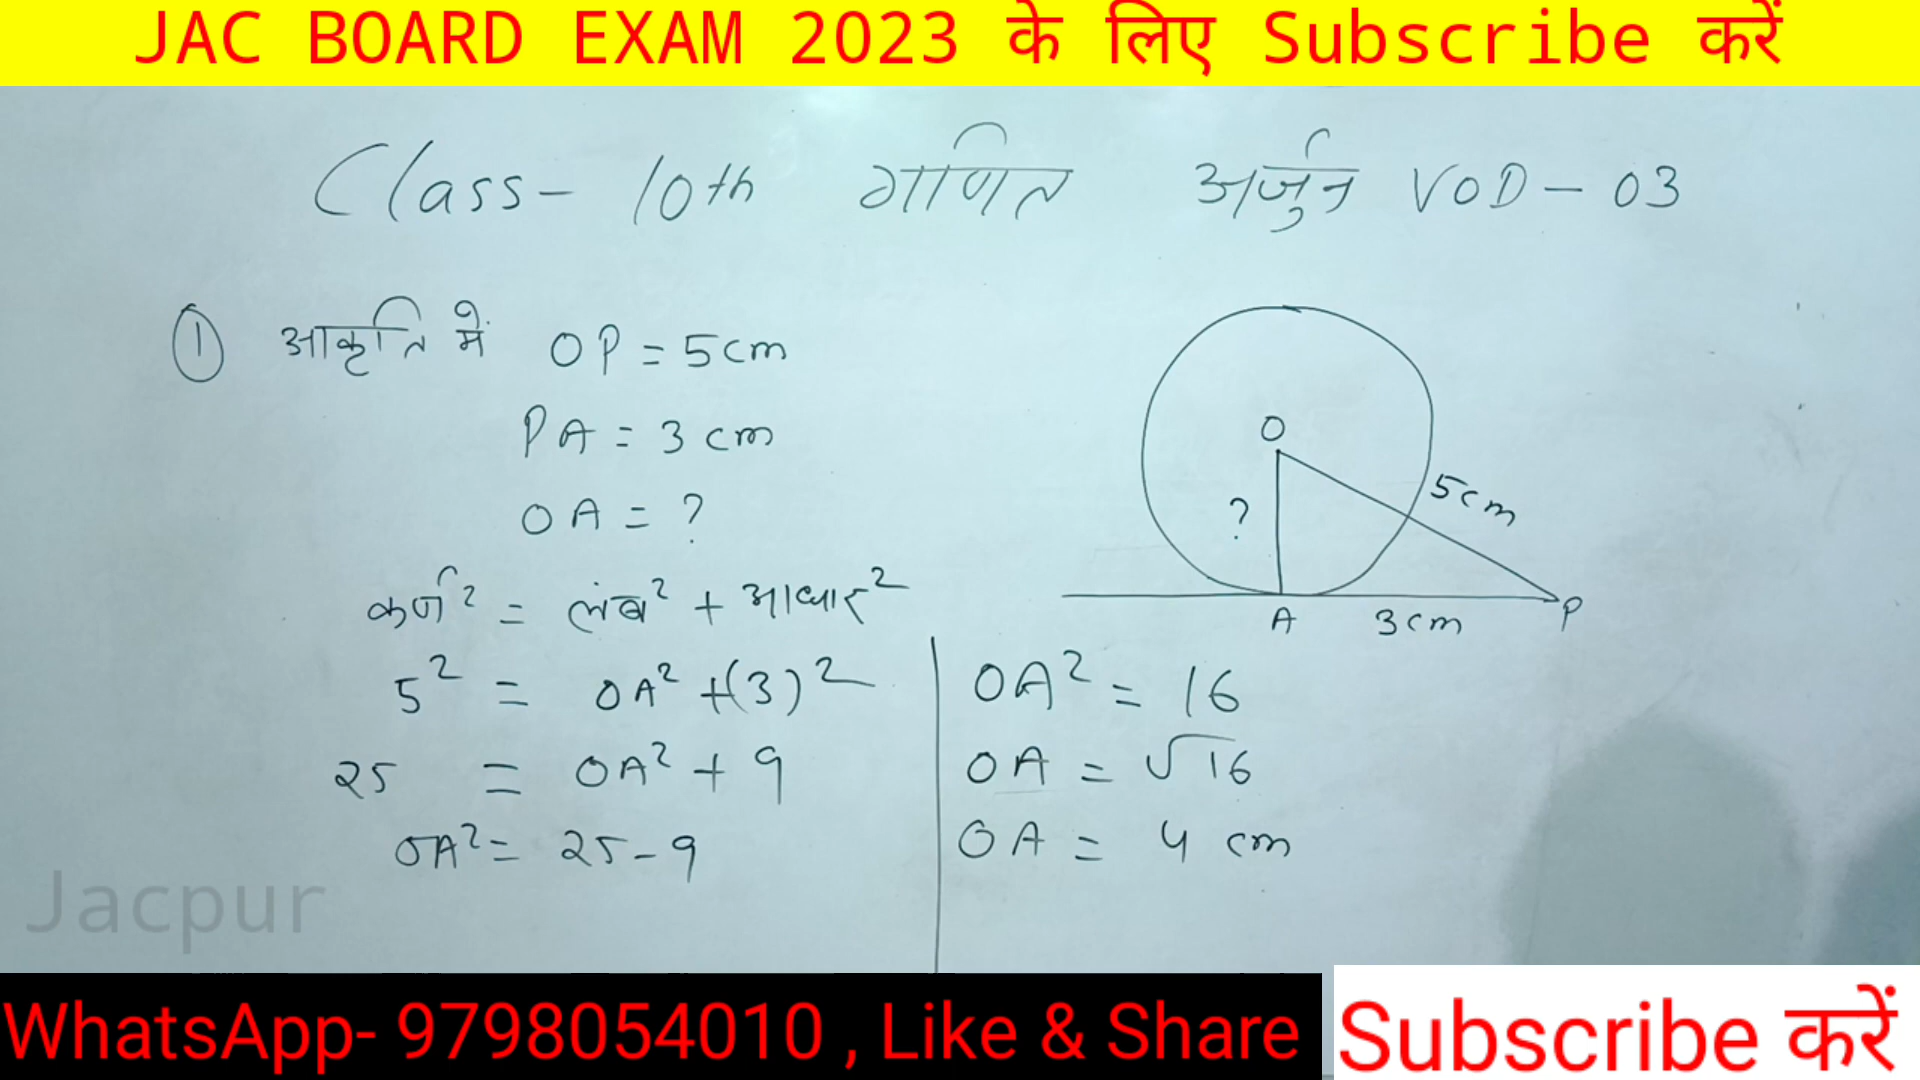 JAC BOARD EXAM 2023 के लिए Subscribe करें
Class- 10th गणित अर्जुन VOD-03
① आकृति में OP = 5cm
PA = 3 cm
OA = ?
कर्ण² = लंब² + आधार²
5² = OA² +(3)²
25 = OA² + 9
OA² = 25-9
OA² = 16
OA = √16
OA = 4 cm
O
?
5cm
A
3cm
P
Jacpur
WhatsApp- 9798054010 , Like & Share
Subscribe करें